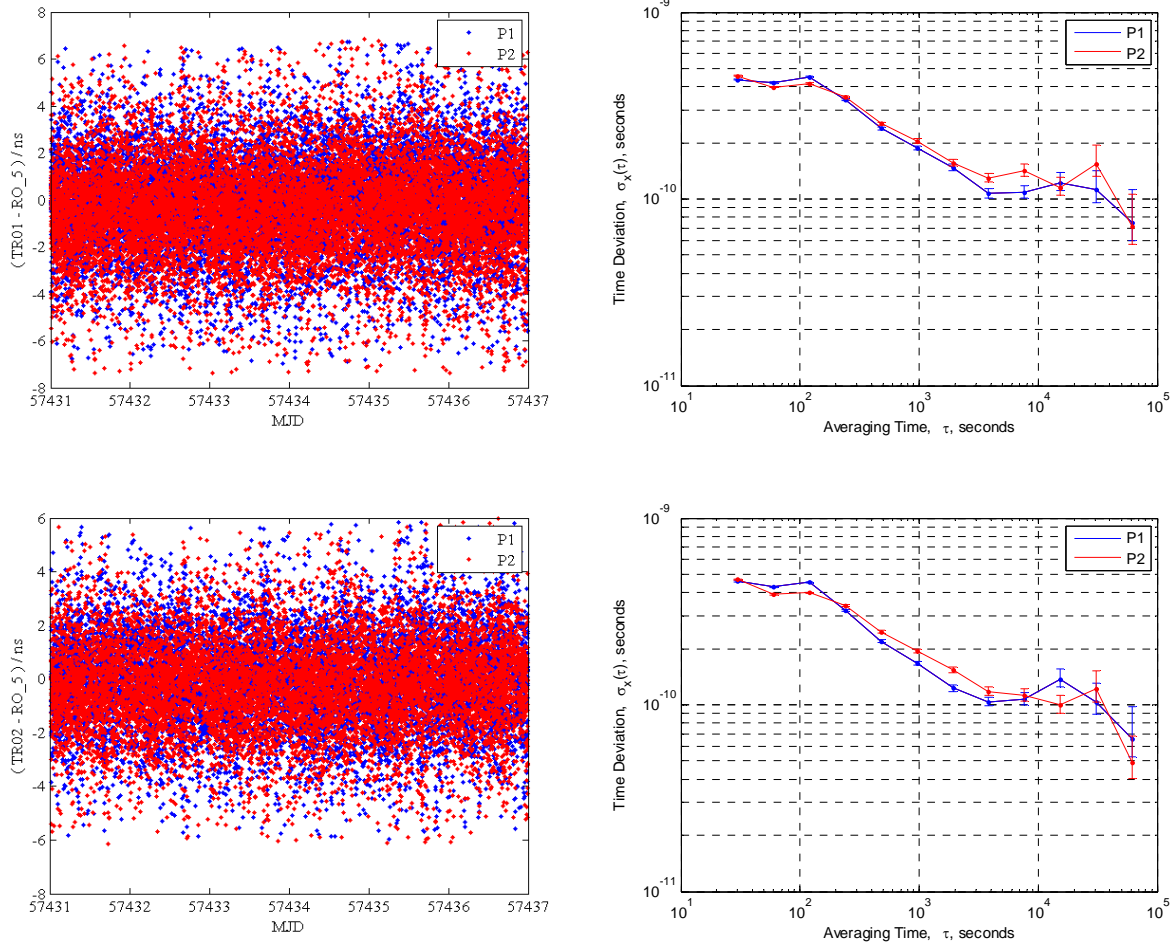 8
6
4
2
0
-2
-4
-6
-8
(TR01 - RO_5)/ns
P1
P2
57431 57432 57433 57434 57435 57436 57437
MJD
10^-9
10^-10
10^-11
Time Deviation, σx(τ), seconds
P1
P2
10^1 10^2 10^3 10^4 10^5
Averaging Time, τ, seconds
6
4
2
0
-2
-4
-6
-8
(TR02 - RO_5)/ns
P1
P2
57431 57432 57433 57434 57435 57436 57437
MJD
10^-9
10^-10
10^-11
Time Deviation, σx(τ), seconds
P1
P2
10^1 10^2 10^3 10^4 10^5
Averaging Time, τ, seconds